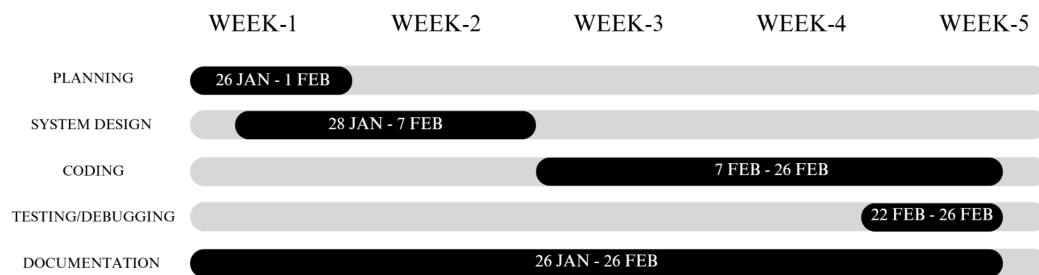 WEEK-1 WEEK-2 WEEK-3 WEEK-4 WEEK-5
PLANNING 26 JAN - 1 FEB
SYSTEM DESIGN 28 JAN - 7 FEB
CODING 7 FEB - 26 FEB
TESTING/DEBUGGING 22 FEB - 26 FEB
DOCUMENTATION 26 JAN - 26 FEB